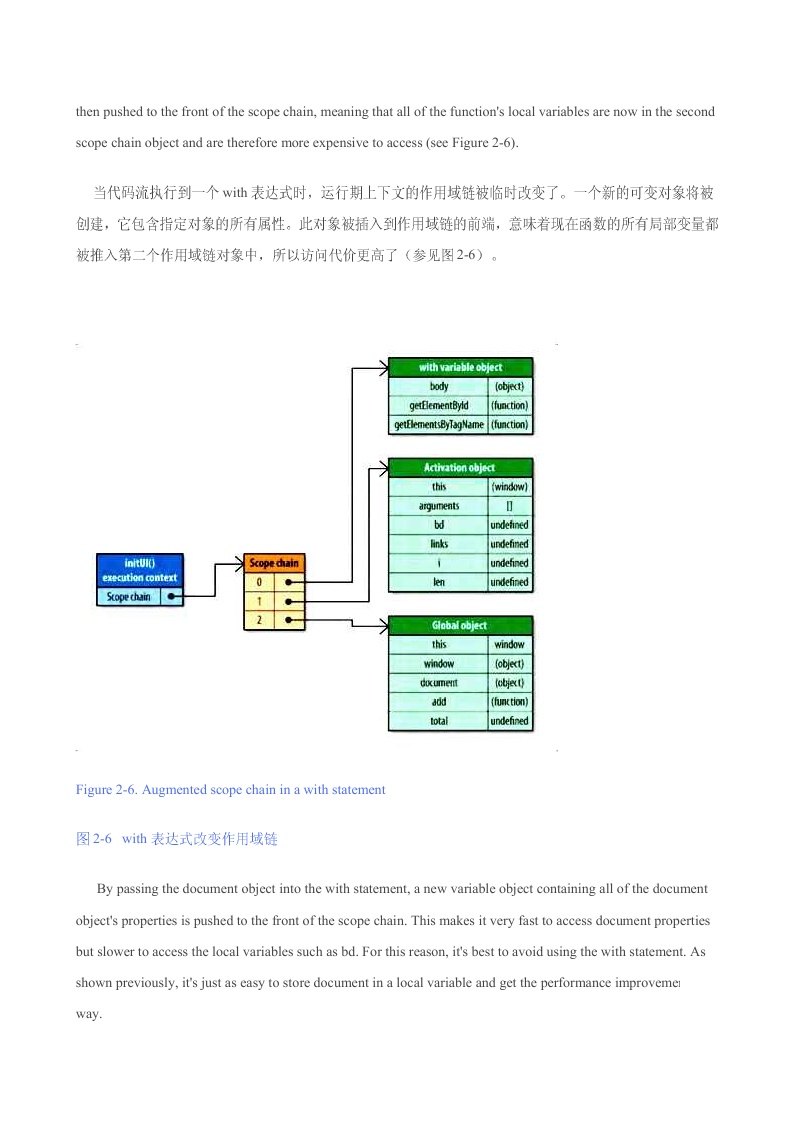 then pushed to the front of the scope chain, meaning that all of the function's local variables are now in the second
scope chain object and are therefore more expensive to access (see Figure 2-6).
当代码流执行到一个 with 表达式时，运行期上下文的作用域链被临时改变了。一个新的可变对象将被
创建，它包含指定对象的所有属性。此对象被插入到作用域链的前端，意味着现在函数的所有局部变量都
被推入第二个作用域链对象中，所以访问代价更高了（参见图 2-6）。
with variable object
body (object)
getElementById (function)
getElementsByTagName (function)
Activation object
this (window)
arguments []
bd undefined
links undefined
i undefined
len undefined
initUI()
execution context
Scope chain
Scope chain
0
1
2
Global object
this window
window (object)
document (object)
add (function)
total undefined
Figure 2-6. Augmented scope chain in a with statement
图 2-6 with 表达式改变作用域链
By passing the document object into the with statement, a new variable object containing all of the document
object's properties is pushed to the front of the scope chain. This makes it very fast to access document properties
but slower to access the local variables such as bd. For this reason, it's best to avoid using the with statement. As
shown previously, it's just as easy to store document in a local variable and get the performance
way.